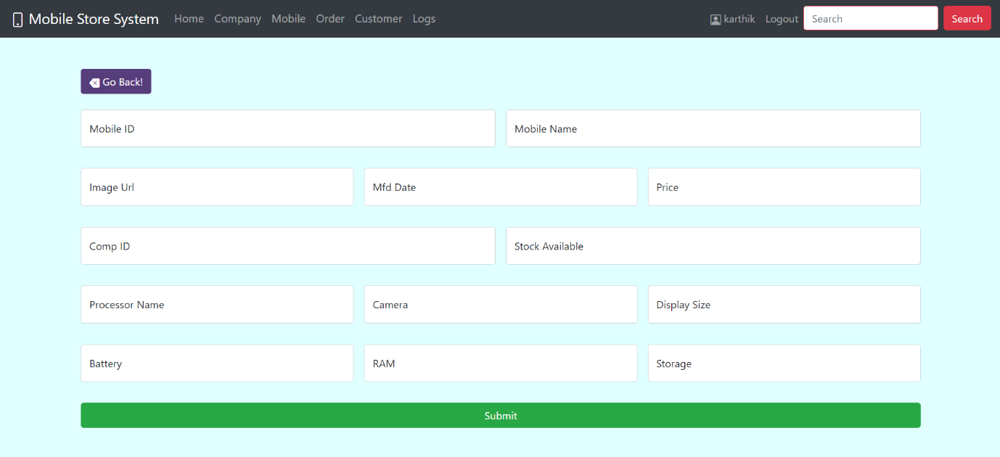 Mobile Store System Home Company Mobile Order Customer Logs karthik Logout Search Search
Go Back!
Mobile ID Mobile Name
Image Url Mfd Date Price
Comp ID Stock Available
Processor Name Camera Display Size
Battery RAM Storage
Submit